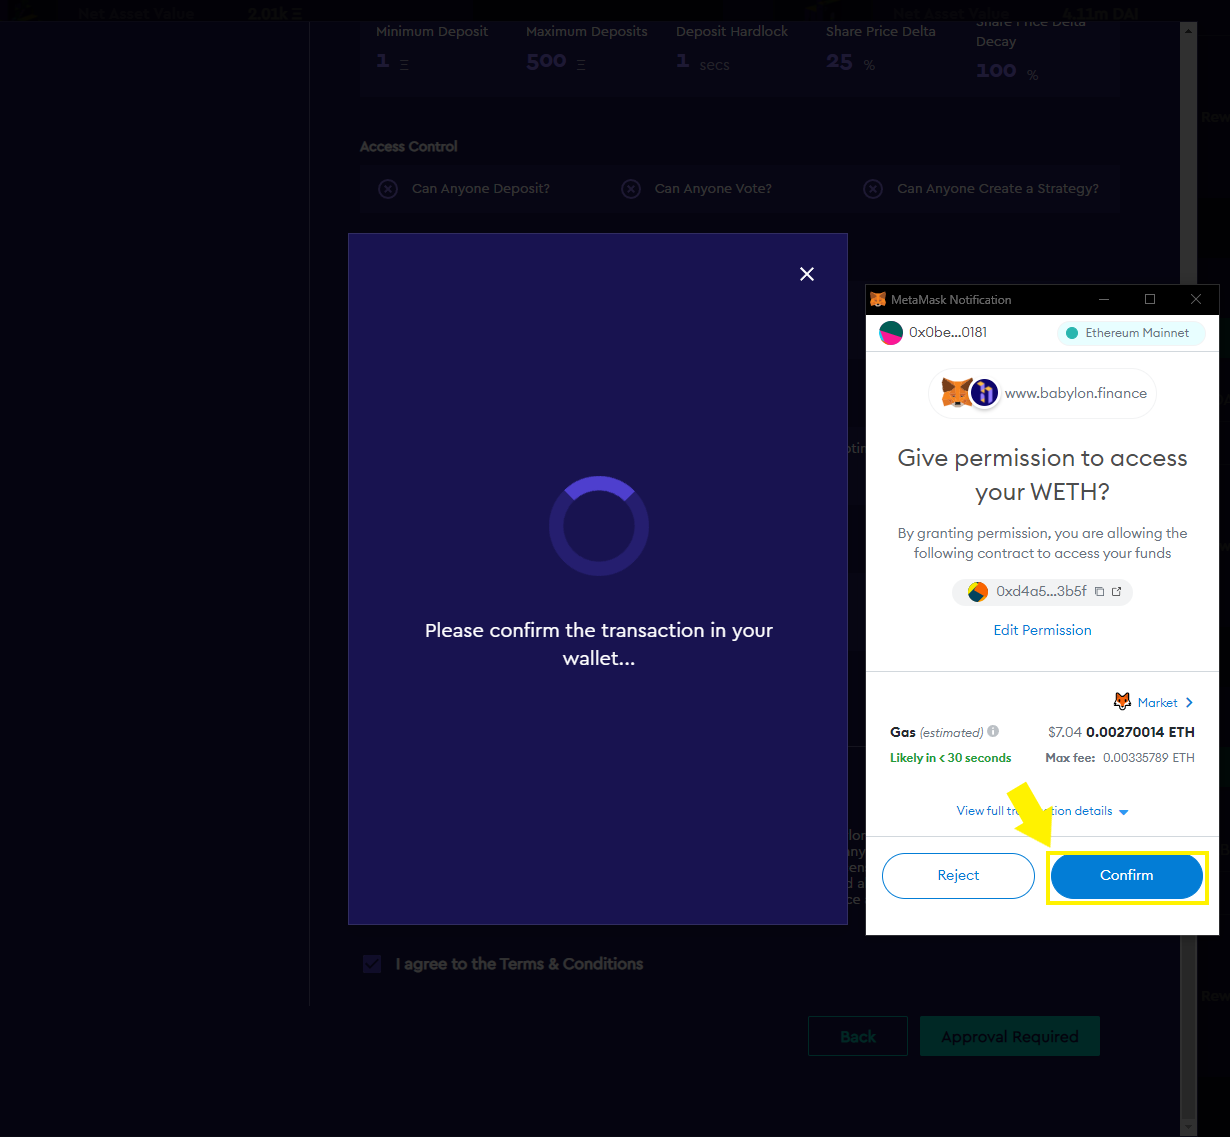 Net Asset Value 2.01k Ξ Net Asset Value 4.11m DAI
Minimum Deposit Maximum Deposits Deposit Hardlock Share Price Delta Share Price Delta
Decay
1 Ξ 500 Ξ 1 secs 25 % 100 %
Access Control
Can Anyone Deposit? Can Anyone Vote? Can Anyone Create a Strategy?
Please confirm the transaction in your
wallet...
I agree to the Terms & Conditions
Back Approval Required
MetaMask Notification
0x0be...0181 Ethereum Mainnet
www.babylon.finance
Give permission to access
your WETH?
By granting permission, you are allowing the
following contract to access your funds
0xd4a5...3b5f
Edit Permission
Market >
Gas (estimated) $7.04 0.00270014 ETH
Likely in < 30 seconds Max fee: 0.00335789 ETH
View full transaction details
Reject Confirm